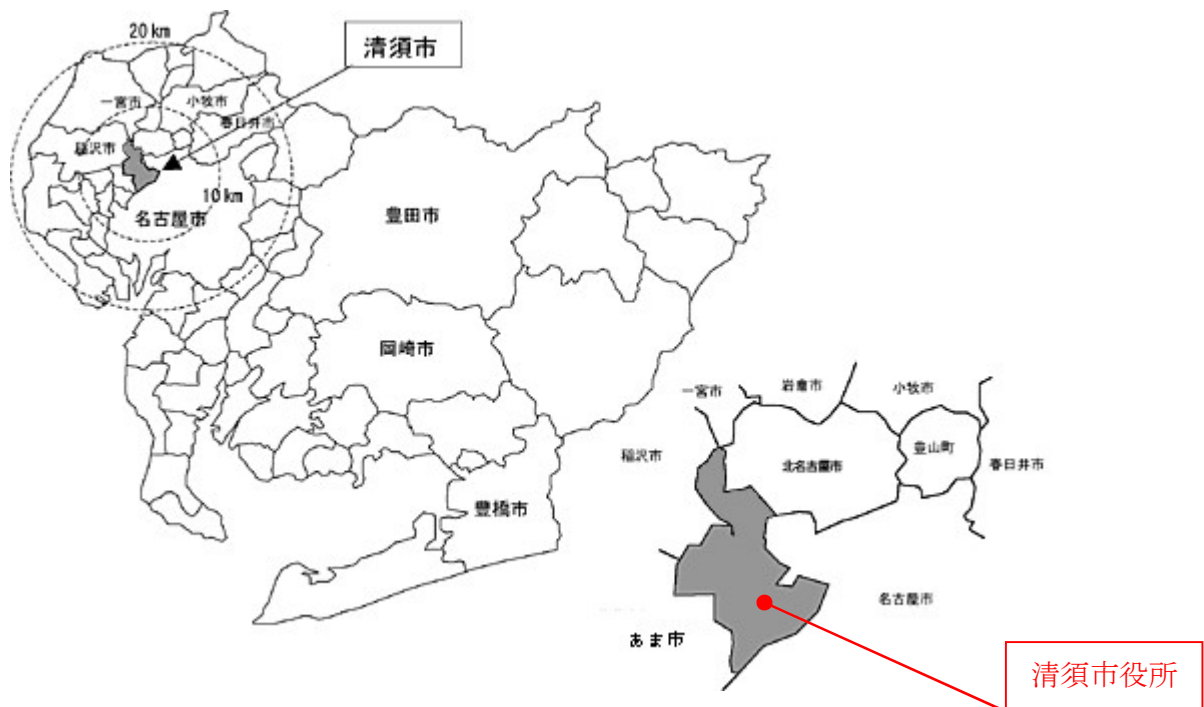 20 km
清須市
一宮市
小牧市
春日井市
稲沢市
10 km
名古屋市
豊田市
岡崎市
豊橋市
一宮市
岩倉市
小牧市
稲沢市
北名古屋市
豊山町
春日井市
名古屋市
あま市
清須市役所